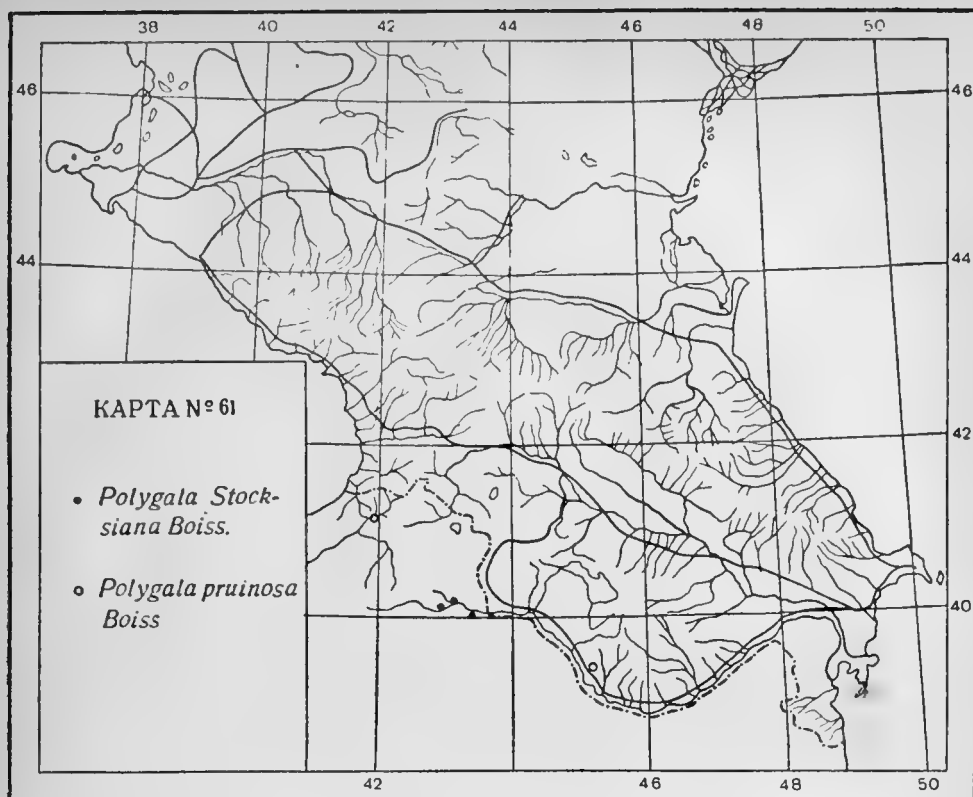 38 40 42 44 46 48 50
46 46
44 44
КАРТА № 61
42
• Polygala Stock-
siana Boiss.
○ Polygala pruinosa
Boiss
40
42 44 46 48 50